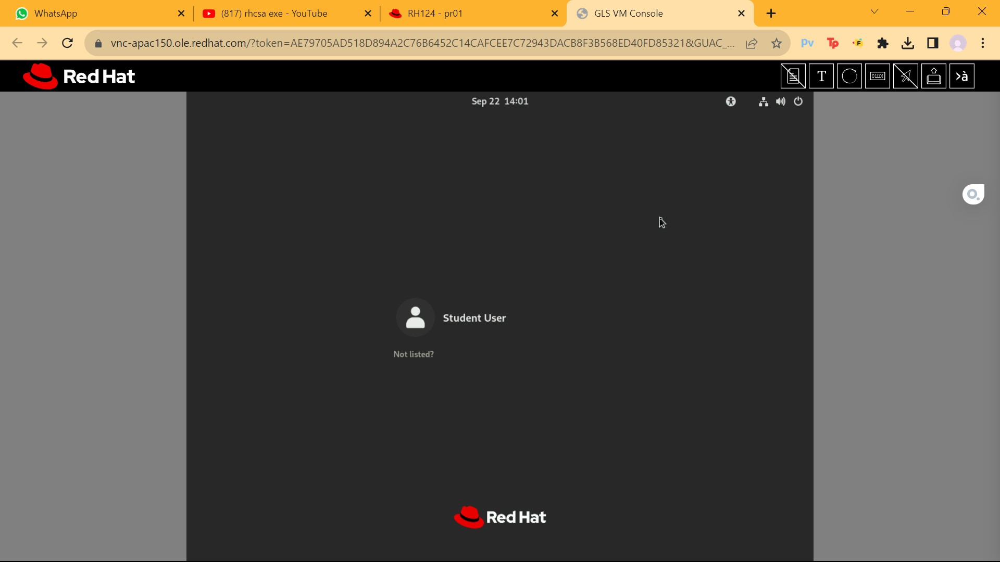 WhatsApp
(817) rhcsa exe - YouTube
RH124 - pr01
GLS VM Console
vnc-apac150.ole.redhat.com/?token=AE79705AD518D894A2C76B6452C14CAFCEE7C72943DACB8F3B568ED40FD85321&GUAC_...
pv
Tp
F
Red Hat
T
>à
Sep 22 14:01
Student User
Not listed?
Red Hat